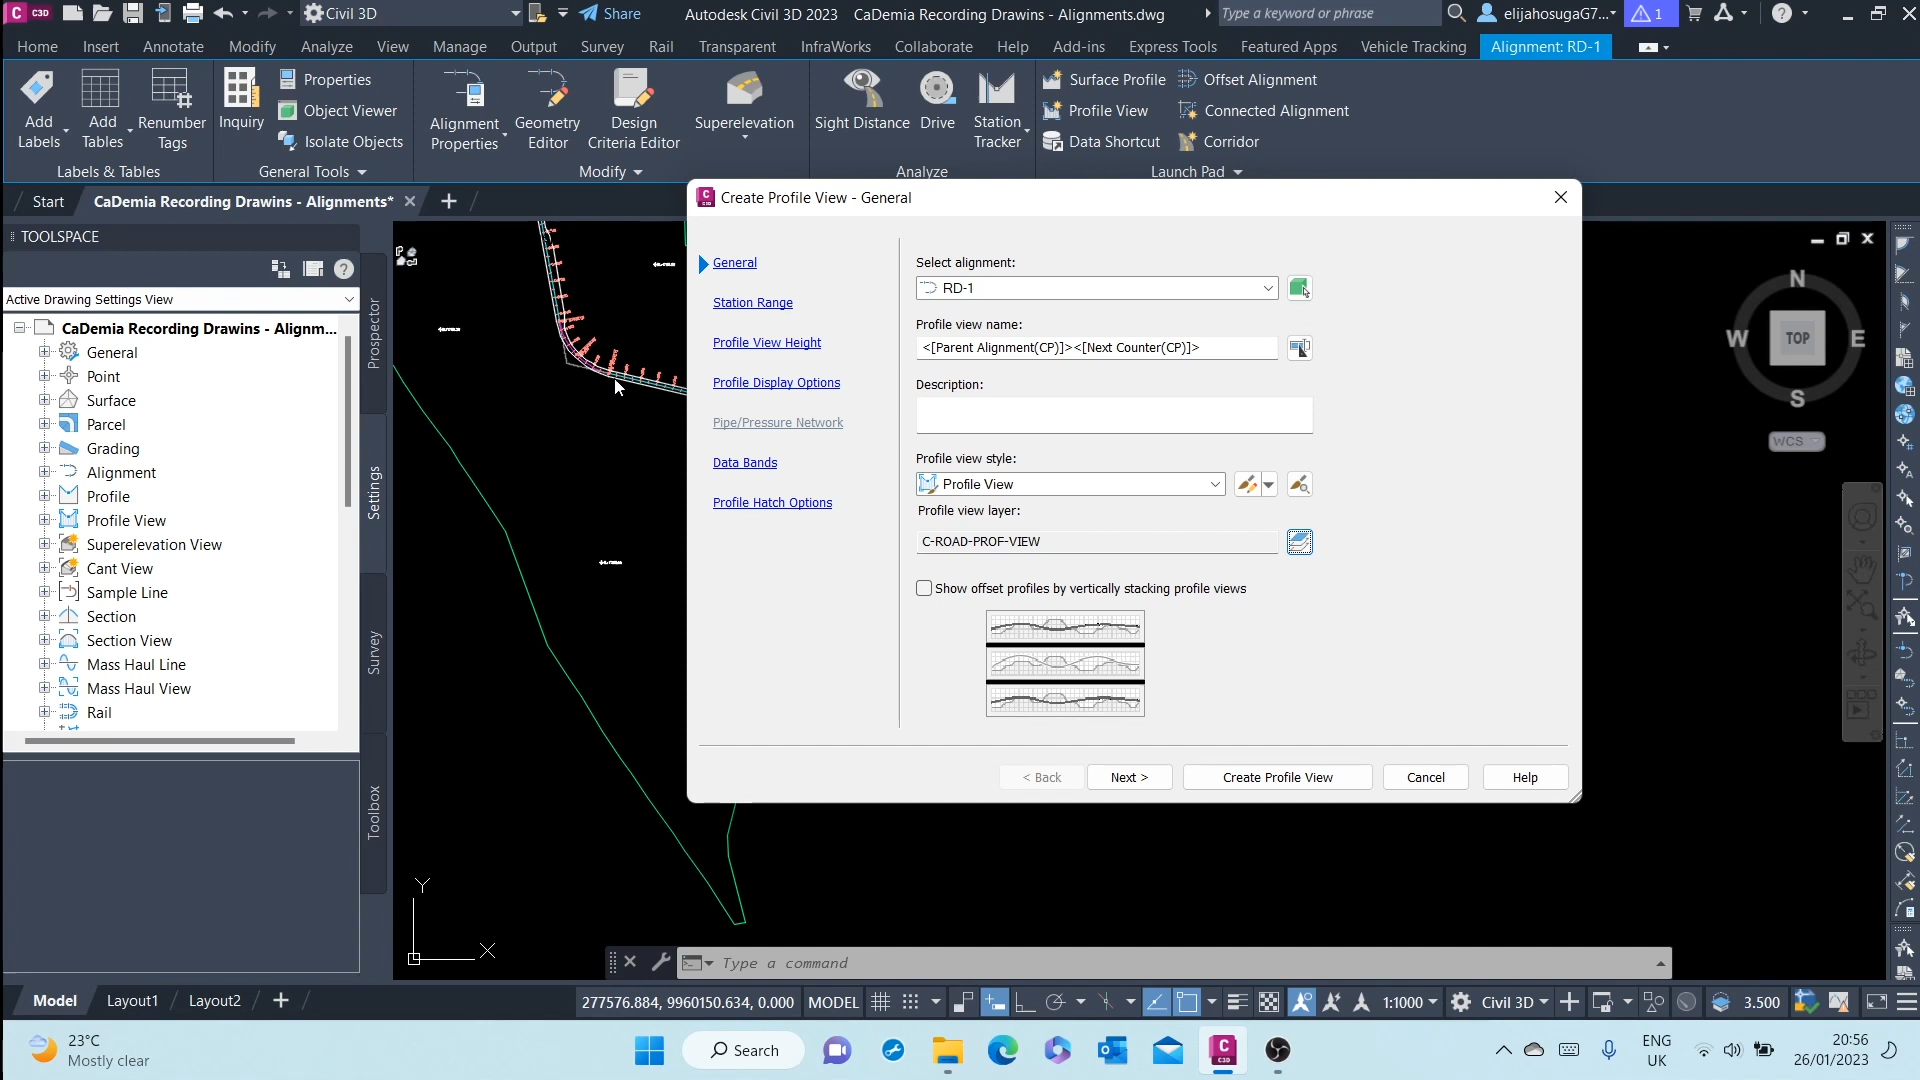 C3D Civil 3D Share Autodesk Civil 3D 2023 CaDemia Recording Drawins - Alignments.dwg Type a keyword or phrase elijahosugaG7... 1
Home Insert Annotate Modify Analyze View Manage Output Survey Rail Transparent InfraWorks Collaborate Help Add-ins Express Tools Featured Apps Vehicle Tracking Alignment: RD-1
Add Labels
Add Tables
Renumber Tags
Labels & Tables
Inquiry
Properties
Object Viewer
Isolate Objects
General Tools
Alignment Properties
Geometry Editor
Design Criteria Editor
Superelevation
Modify
Sight Distance
Drive
Station Tracker
Analyze
Surface Profile
Profile View
Data Shortcut
Offset Alignment
Connected Alignment
Corridor
Launch Pad
Start CaDemia Recording Drawins - Alignments*
TOOLSPACE
Active Drawing Settings View
CaDemia Recording Drawins - Alignm...
General
Point
Surface
Parcel
Grading
Alignment
Profile
Profile View
Superelevation View
Cant View
Sample Line
Section
Section View
Mass Haul Line
Mass Haul View
Rail
Prospector
Settings
Survey
Toolbox
Create Profile View - General
General
Station Range
Profile View Height
Profile Display Options
Pipe/Pressure Network
Data Bands
Profile Hatch Options
Select alignment:
RD-1
Profile view name:
<[Parent Alignment(CP)]><[Next Counter(CP)]>
Description:
Profile view style:
Profile View
Profile view layer:
C-ROAD-PROF-VIEW
Show offset profiles by vertically stacking profile views
< Back Next > Create Profile View Cancel Help
N
W TOP E
S
WCS
Y
X
Type a command
Model Layout1 Layout2 277576.884, 9960150.634, 0.000 MODEL 1:1000 Civil 3D 3.500
23°C
Mostly clear
Search
C3D
ENG
UK
20:56
26/01/2023